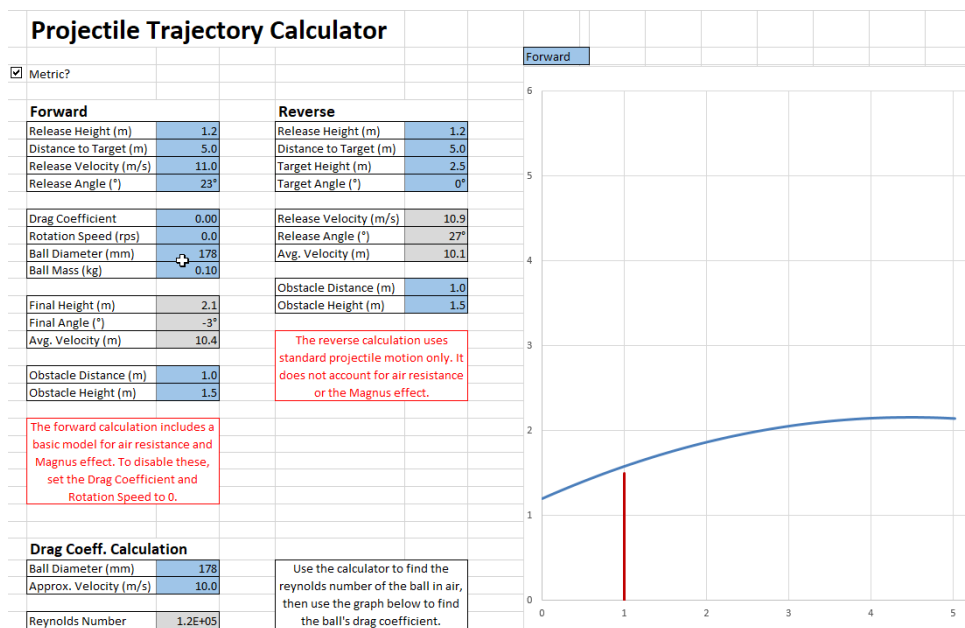 Projectile Trajectory Calculator
Metric?
Forward
Release Height (m) 1.2
Distance to Target (m) 5.0
Release Velocity (m/s) 11.0
Release Angle (°) 23°
Drag Coefficient 0.00
Rotation Speed (rps) 0.0
Ball Diameter (mm) 178
Ball Mass (kg) 0.10
Final Height (m) 2.1
Final Angle (°) -3°
Avg. Velocity (m) 10.4
Obstacle Distance (m) 1.0
Obstacle Height (m) 1.5
The forward calculation includes a
basic model for air resistance and
Magnus effect. To disable these,
set the Drag Coefficient and
Rotation Speed to 0.
Reverse
Release Height (m) 1.2
Distance to Target (m) 5.0
Target Height (m) 2.5
Target Angle (°) 0°
Release Velocity (m/s) 10.9
Release Angle (°) 27°
Avg. Velocity (m) 10.1
Obstacle Distance (m) 1.0
Obstacle Height (m) 1.5
The reverse calculation uses
standard projectile motion only. It
does not account for air resistance
or the Magnus effect.
Drag Coeff. Calculation
Ball Diameter (mm) 178
Approx. Velocity (m/s) 10.0
Reynolds Number 1.2E+05
Use the calculator to find the
reynolds number of the ball in air,
then use the graph below to find
the ball's drag coefficient.
Forward
6
5
4
3
2
1
0
0 1 2 3 4 5